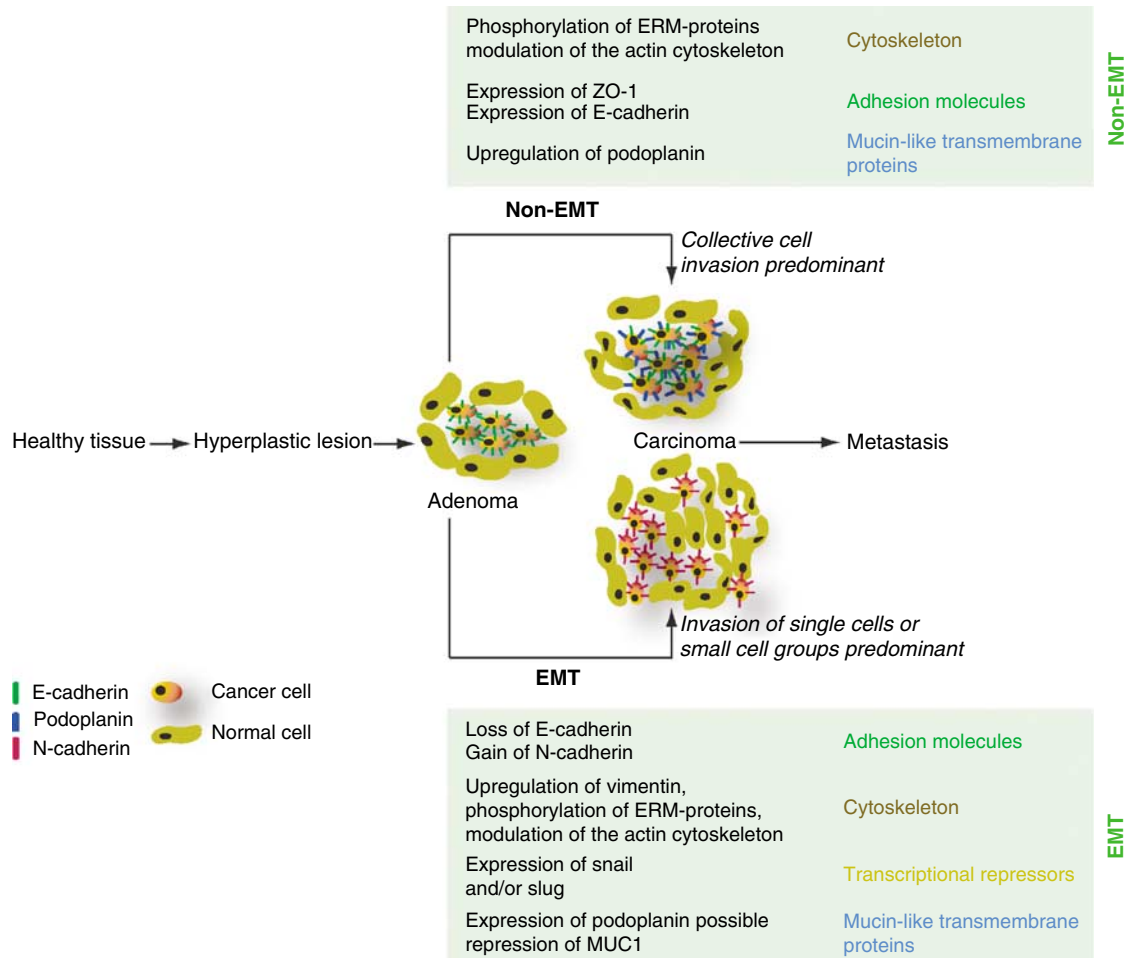 Phosphorylation of ERM-proteins
modulation of the actin cytoskeleton
Cytoskeleton
Expression of ZO-1
Expression of E-cadherin
Adhesion molecules
Upregulation of podoplanin
Mucin-like transmembrane
proteins
Non-EMT
Non-EMT
Collective cell
invasion predominant
Healthy tissue
Hyperplastic lesion
Adenoma
Carcinoma
Metastasis
Invasion of single cells or
small cell groups predominant
EMT
E-cadherin
Podoplanin
N-cadherin
Cancer cell
Normal cell
Loss of E-cadherin
Gain of N-cadherin
Adhesion molecules
Upregulation of vimentin,
phosphorylation of ERM-proteins,
modulation of the actin cytoskeleton
Cytoskeleton
Expression of snail
and/or slug
Transcriptional repressors
Expression of podoplanin possible
repression of MUC1
Mucin-like transmembrane
proteins
EMT